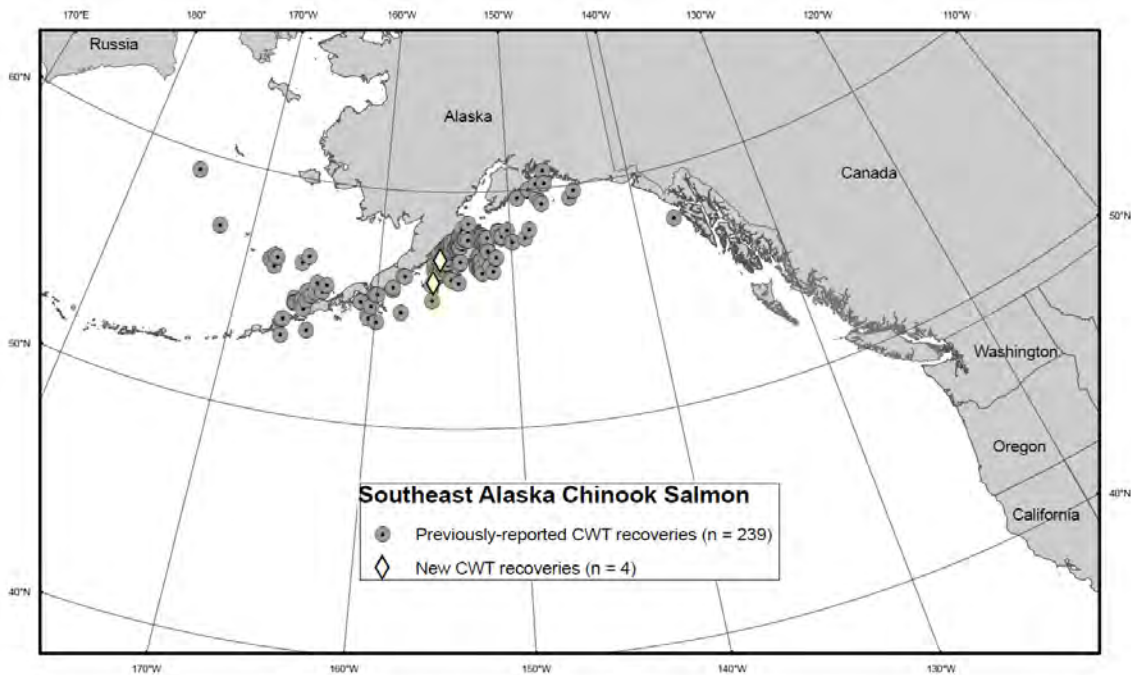 170°E 180° 170°W 160°W 150°W 140°W 130°W 120°W 110°W
Russia
60°N
Alaska
Canada
50°N
50°N
Washington
Oregon
40°N
California
Southeast Alaska Chinook Salmon
Previously-reported CWT recoveries (n = 239)
New CWT recoveries (n = 4)
40°N
170°W 160°W 150°W 140°W 130°W